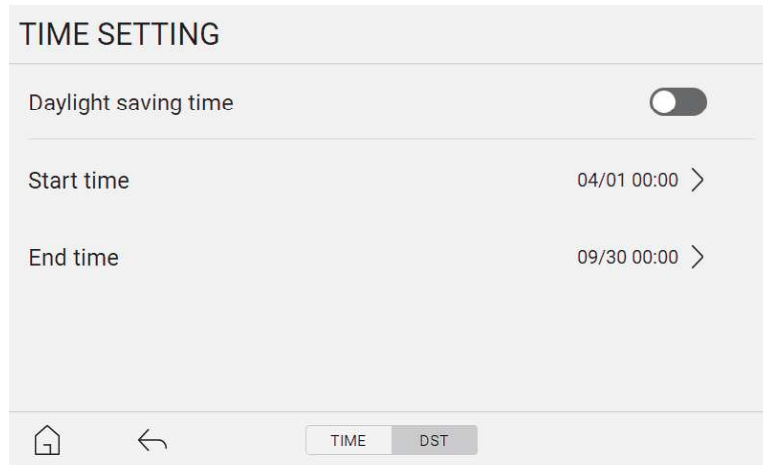 TIME SETTING
Daylight saving time
Start time 04/01 00:00
End time 09/30 00:00
TIME DST